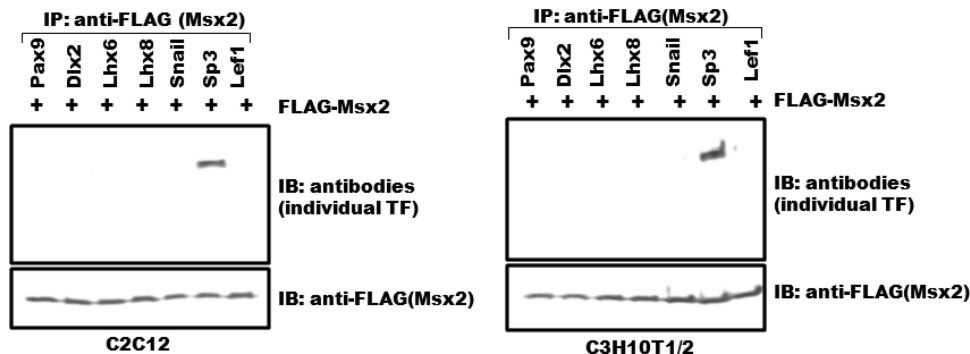 IP: anti-FLAG (Msx2)
Pax9
Dlx2
Lhx6
Lhx8
Snail
Sp3
Lef1
+ + + + + + + FLAG-Msx2
IB: antibodies
(individual TF)
IB: anti-FLAG(Msx2)
C2C12
IP: anti-FLAG(Msx2)
Pax9
Dlx2
Lhx6
Lhx8
Snail
Sp3
Lef1
+ + + + + + + FLAG-Msx2
IB: antibodies
(individual TF)
IB: anti-FLAG(Msx2)
C3H10T1/2